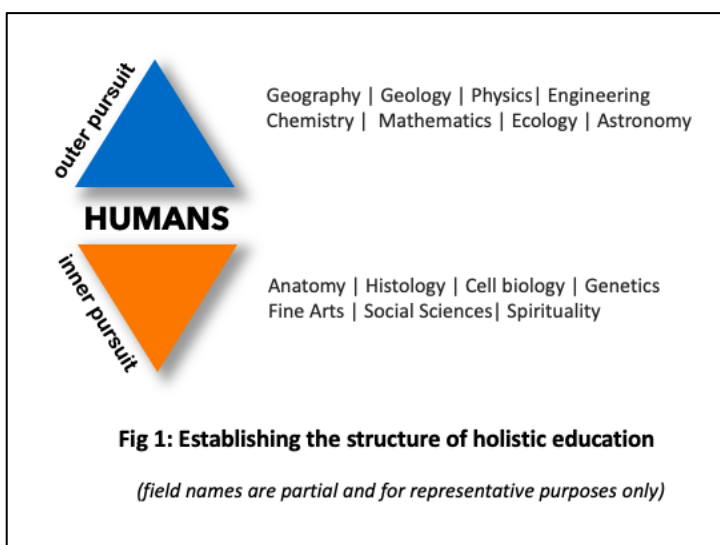 outer pursuit
Geography | Geology | Physics| Engineering
Chemistry | Mathematics | Ecology | Astronomy
HUMANS
inner pursuit
Anatomy | Histology | Cell biology | Genetics
Fine Arts | Social Sciences| Spirituality
Fig 1: Establishing the structure of holistic education
(field names are partial and for representative purposes only)